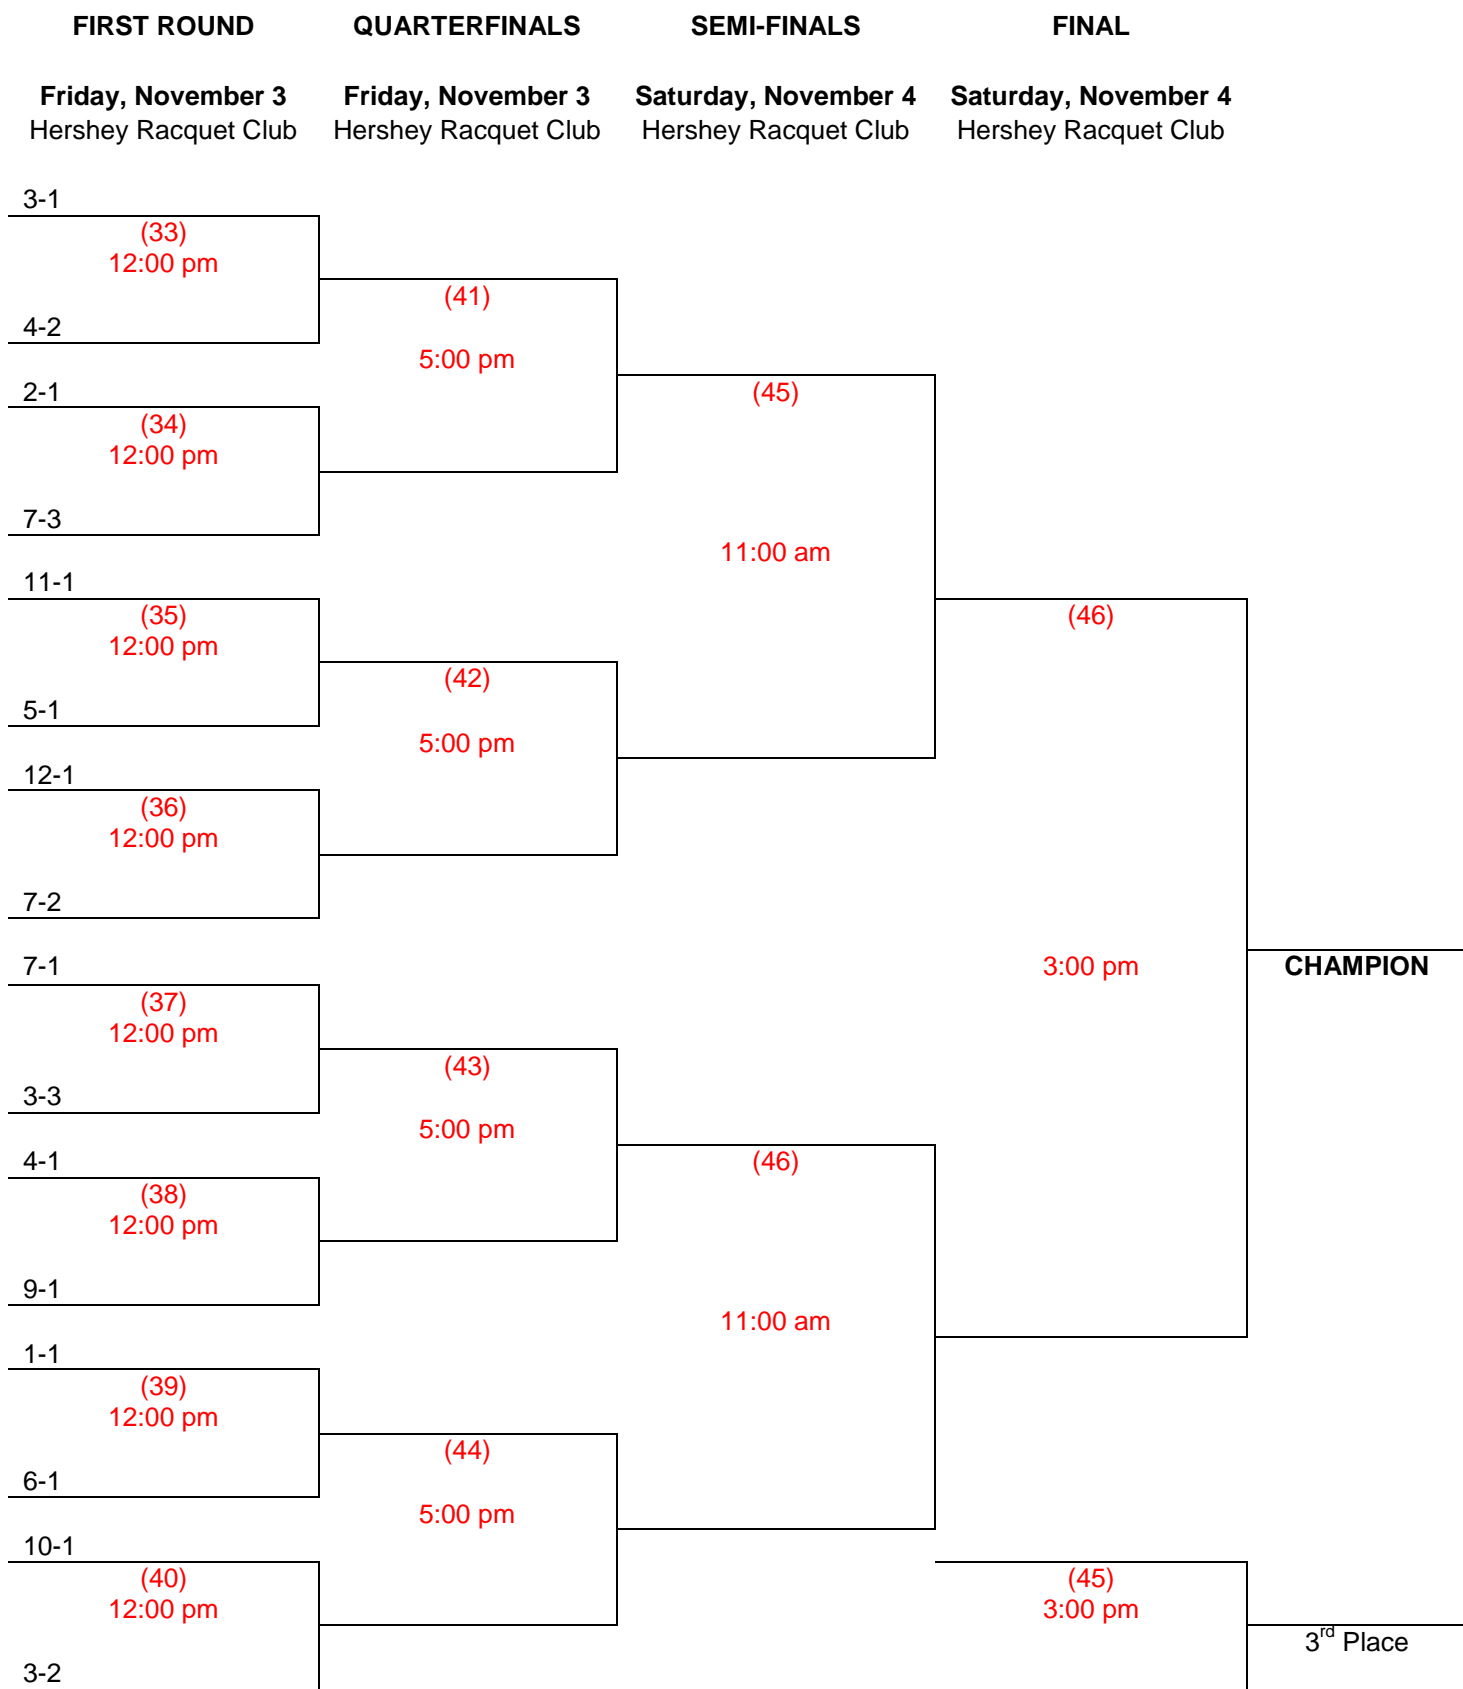 FIRST ROUND QUARTERFINALS SEMI-FINALS FINAL
Friday, November 3 Friday, November 3 Saturday, November 4 Saturday, November 4
Hershey Racquet Club Hershey Racquet Club Hershey Racquet Club Hershey Racquet Club
3-1
(33)
12:00 pm
(41)
4-2
5:00 pm
2-1
(45)
(34)
12:00 pm
7-3
11:00 am
11-1
(35)
(46)
12:00 pm
(42)
5-1
5:00 pm
12-1
(36)
12:00 pm
7-2
7-1
3:00 pm
CHAMPION
(37)
12:00 pm
(43)
3-3
5:00 pm
4-1
(46)
(38)
12:00 pm
9-1
11:00 am
1-1
(39)
12:00 pm
(44)
6-1
5:00 pm
10-1
(40)
(45)
12:00 pm
3:00 pm
3rd Place
3-2